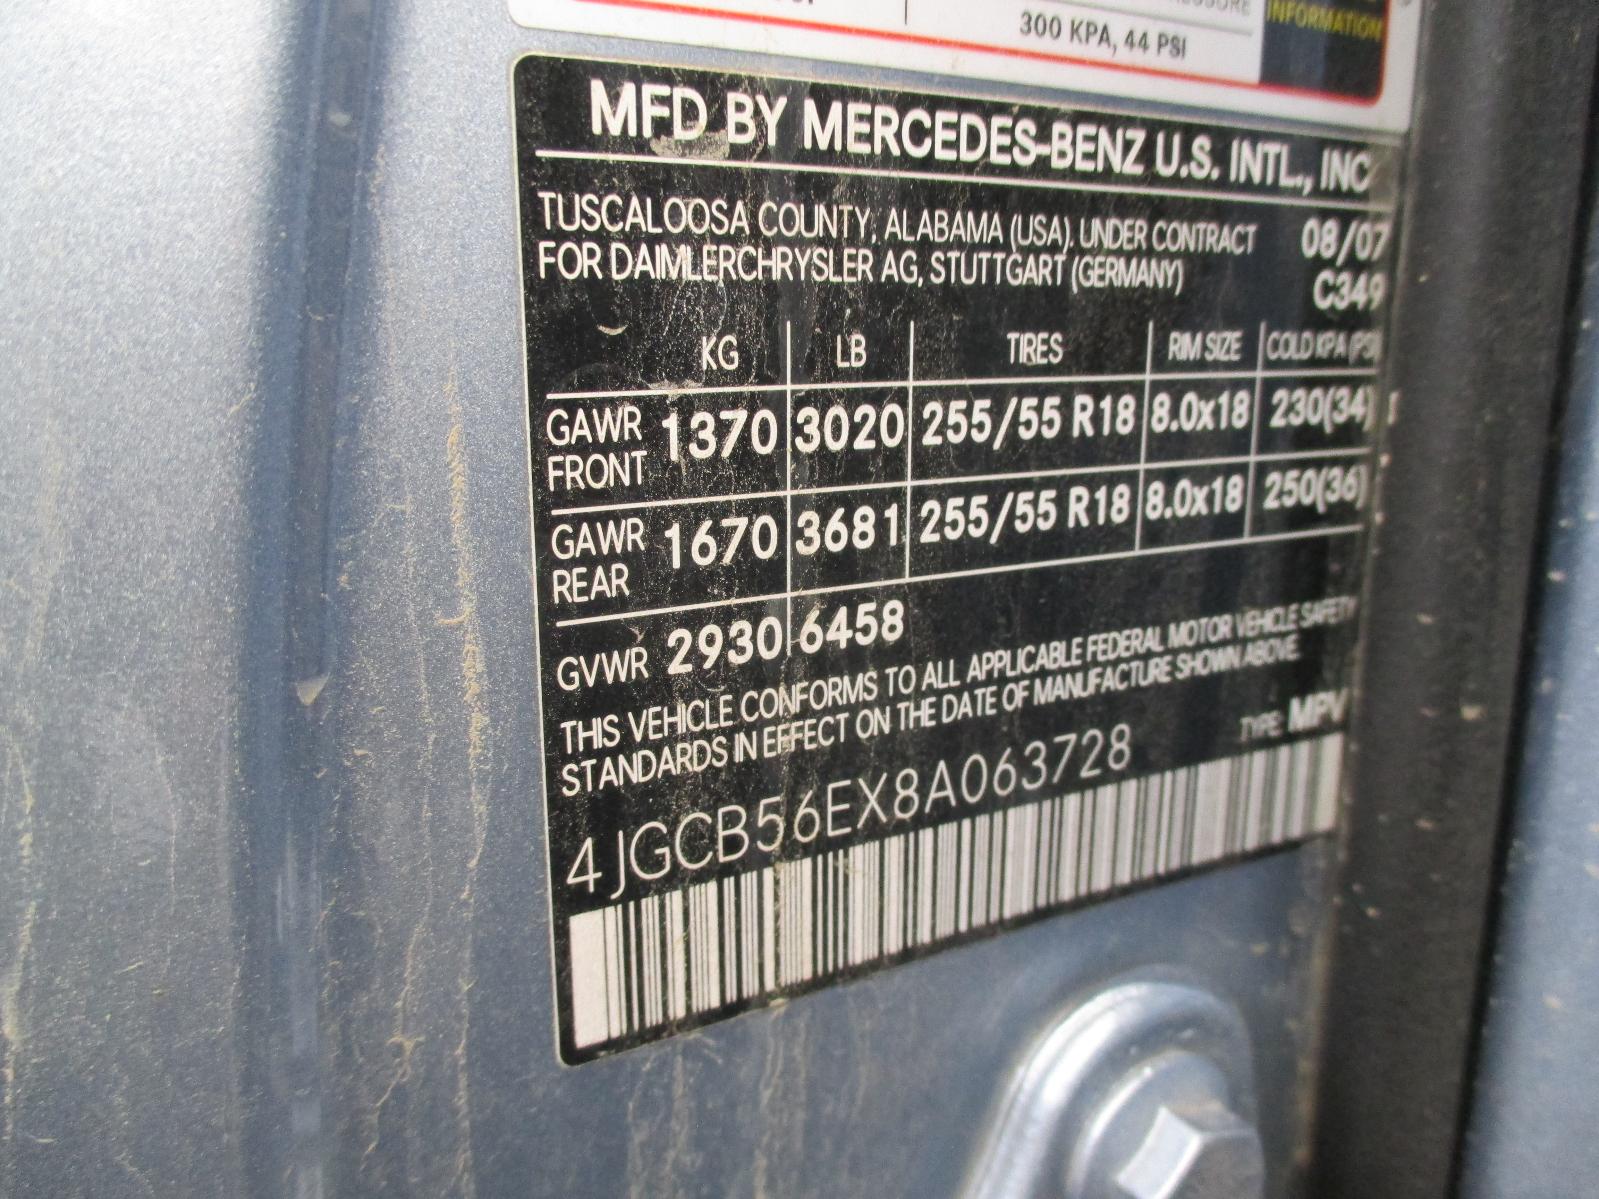 300 KPA, 44 PSI
INFORMATION
MFD BY MERCEDES-BENZ U.S. INTL., INC
TUSCALOOSA COUNTY, ALABAMA (USA). UNDER CONTRACT 08/07
FOR DAIMLERCHRYSLER AG, STUTTGART (GERMANY) C349
KG LB TIRES RIM SIZE COLD KPA (PSI)
GAWR FRONT 1370 3020 255/55 R18 8.0x18 230(34)
GAWR REAR 1670 3681 255/55 R18 8.0x18 250(36)
GVWR 2930 6458
THIS VEHICLE CONFORMS TO ALL APPLICABLE FEDERAL MOTOR VEHICLE SAFETY
STANDARDS IN EFFECT ON THE DATE OF MANUFACTURE SHOWN ABOVE.
4JGCB56EX8A063728 TYPE: MPV